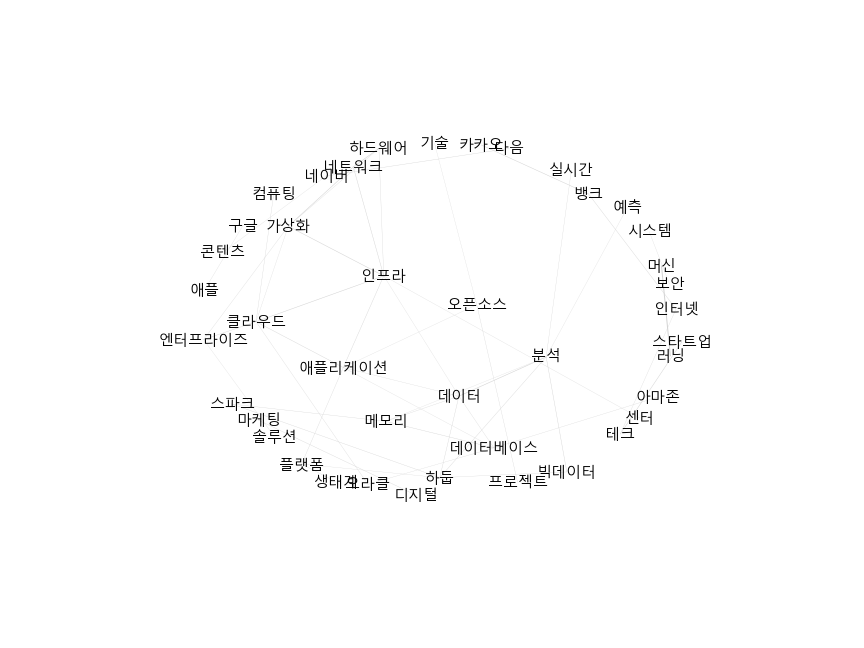 기술
카카오
다음
하드웨어
네트워크
실시간
네이버
뱅크
컴퓨팅
예측
구글
가상화
시스템
콘텐츠
머신
인프라
보안
애플
오픈소스
인터넷
클라우드
엔터프라이즈
스타트업
분석
러닝
애플리케이션
데이터
아마존
스파크
마케팅
메모리
센터
솔루션
테크
데이터베이스
플랫폼
빅데이터
하둡
생태계
오라클
프로젝트
디지털